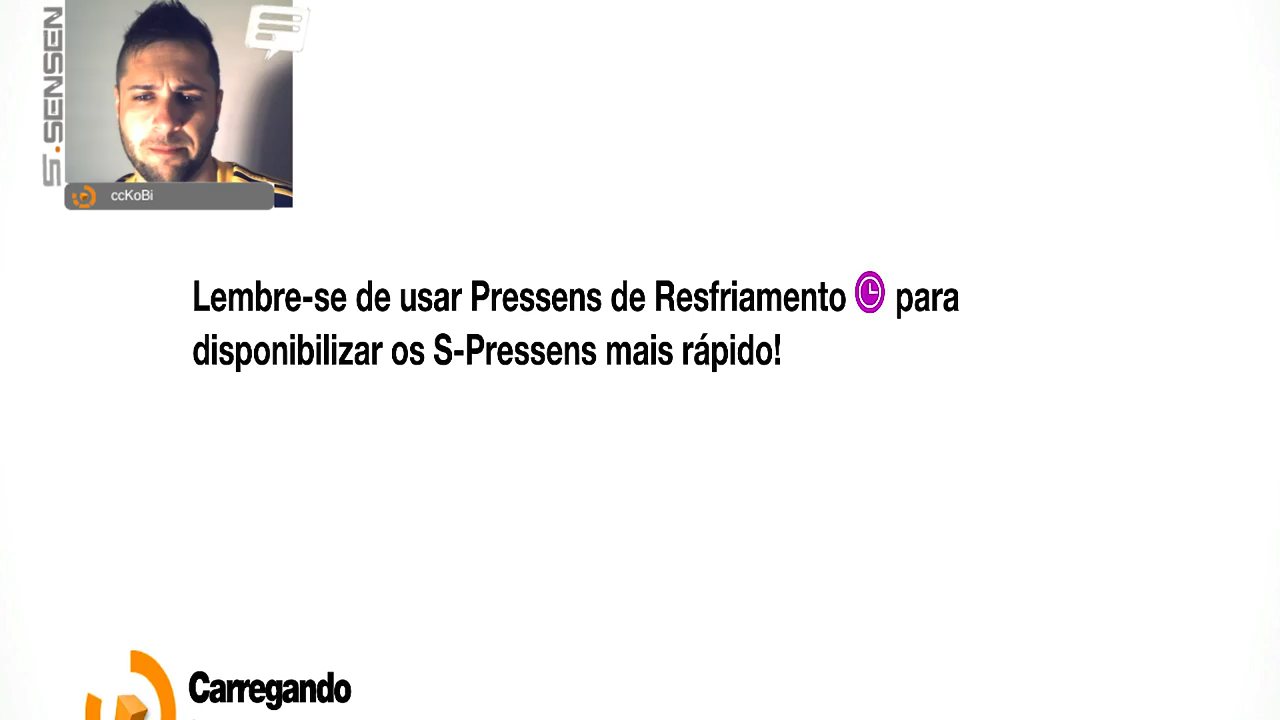 S.SENSEN
ccKoBi
Lembre-se de usar Pressens de Resfriamento para
disponibilizar os S-Pressens mais rápido!
Carregando